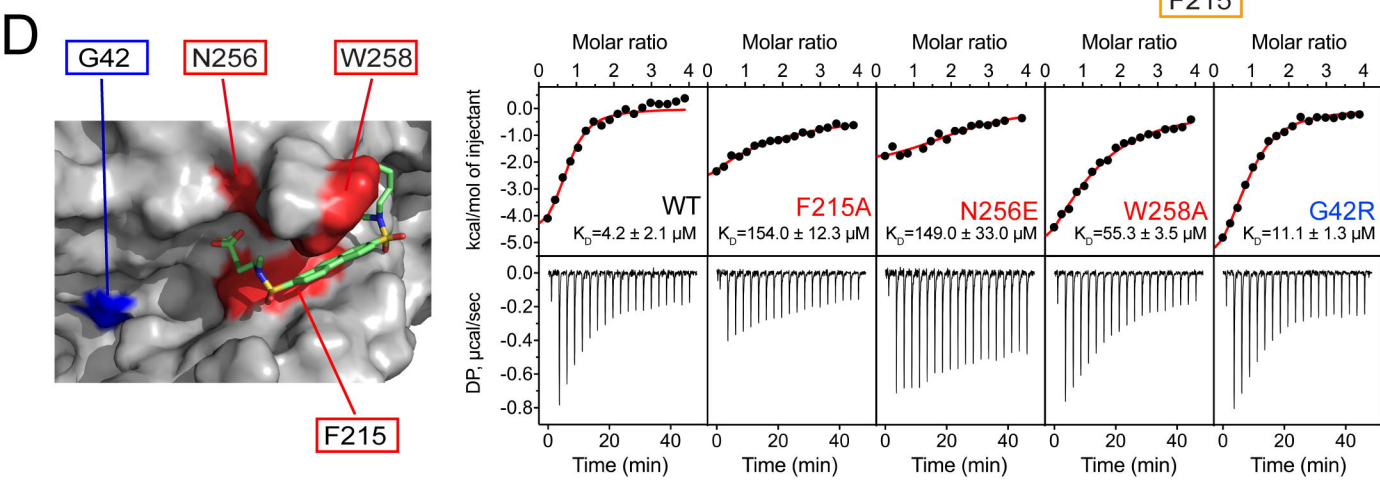 D
F215
G42
N256
W258
F215
Molar ratio
Molar ratio
Molar ratio
Molar ratio
Molar ratio
0 1 2 3 4
0 1 2 3 4
0 1 2 3 4
0 1 2 3 4
0 1 2 3 4
kcal/mol of injectant
0.0
-1.0
-2.0
-3.0
-4.0
-5.0
WT
K_D=4.2 ± 2.1 µM
F215A
K_D=154.0 ± 12.3 µM
N256E
K_D=149.0 ± 33.0 µM
W258A
K_D=55.3 ± 3.5 µM
G42R
K_D=11.1 ± 1.3 µM
DP, µcal/sec
0.0
-0.2
-0.4
-0.6
-0.8
0 20 40
0 20 40
0 20 40
0 20 40
0 20 40
Time (min)
Time (min)
Time (min)
Time (min)
Time (min)